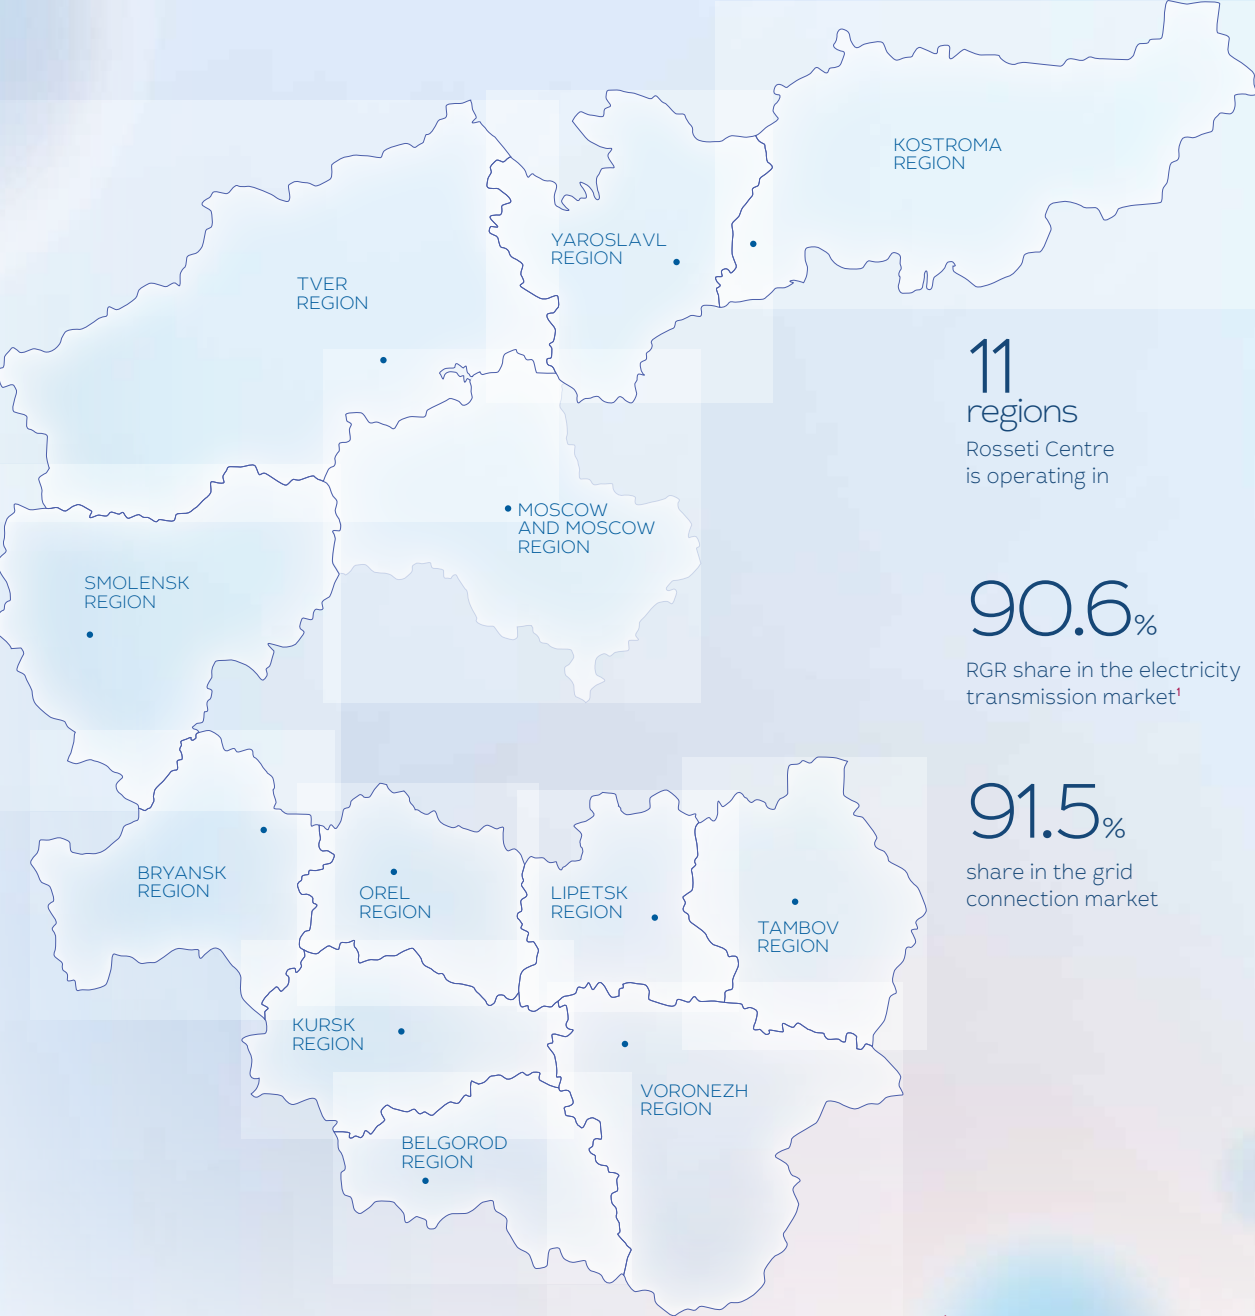 KOSTROMA
REGION
YAROSLAVL
REGION
TVER
REGION
11
regions
Rosseti Centre
is operating in
MOSCOW
AND MOSCOW
REGION
SMOLENSK
REGION
90.6%
RGR share in the electricity
transmission market¹
91.5%
share in the grid
connection market
BRYANSK
REGION
OREL
REGION
LIPETSK
REGION
TAMBOV
REGION
KURSK
REGION
VORONEZH
REGION
BELGOROD
REGION